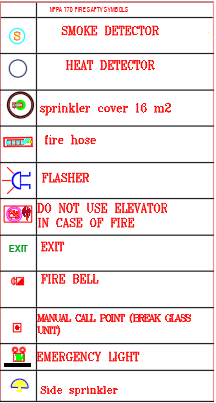 NFPA 170 FIRE SAFTY SYMBOLS
S
SMOKE DETECTOR
HEAT DETECTOR
sprinkler cover 16 m2
fire hose
FLASHER
DO NOT USE ELEVATOR
IN CASE OF FIRE
EXIT
EXIT
FIRE BELL
MANUAL CALL POINT (BREAK GLASS
UNIT)
EMERGENCY LIGHT
Side sprinkler